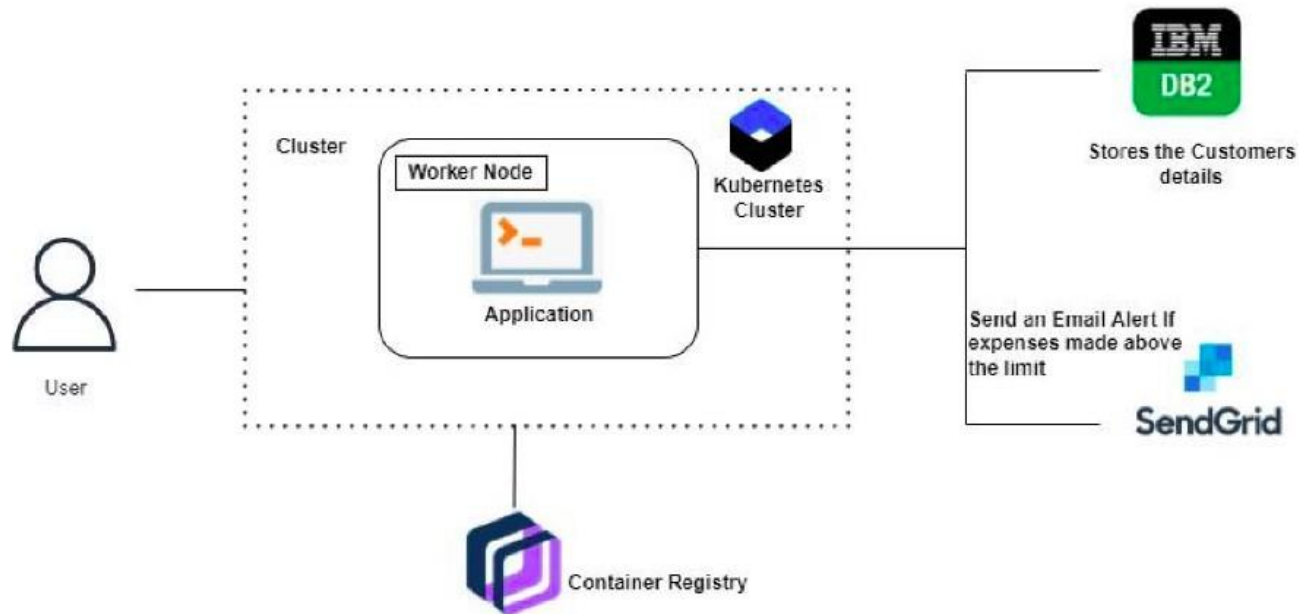 IBM
DB2
Stores the Customers
details
Cluster
Worker Node
Kubernetes
Cluster
Application
User
Send an Email Alert If
expenses made above
the limit
SendGrid
Container Registry